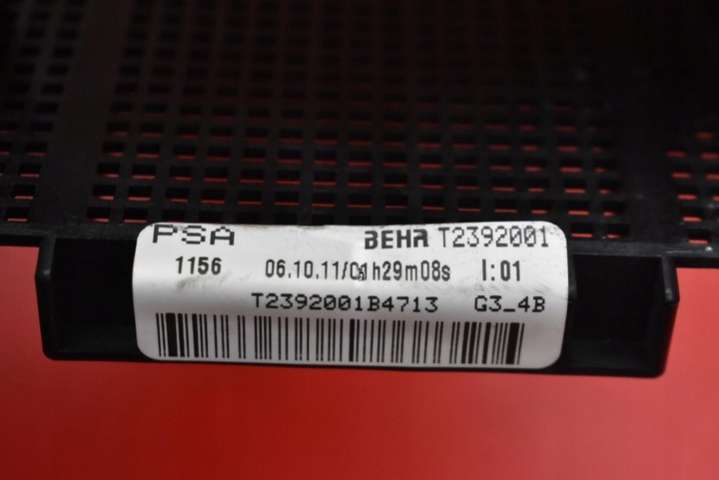 PSA BEHR T2392001
1156 06.10.11/ h29m08s I:01
T2392001B4713 G3_4B